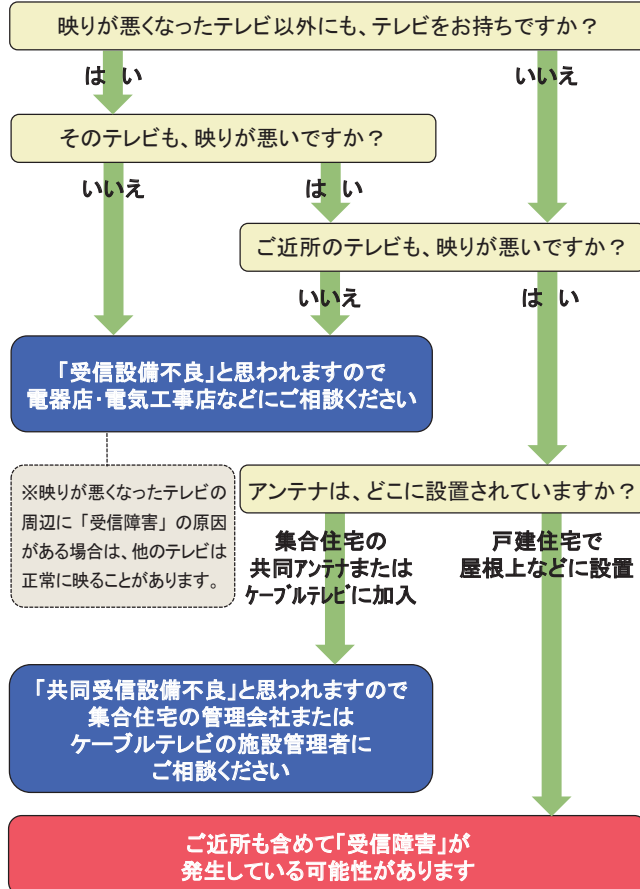 映りが悪くなったテレビ以外にも、テレビをお持ちですか？
はい
いいえ
そのテレビも、映りが悪いですか？
いいえ
はい
ご近所のテレビも、映りが悪いですか？
いいえ
はい
「受信設備不良」と思われますので
電器店・電気工事店などにご相談ください
※映りが悪くなったテレビの
周辺に「受信障害」の原因
がある場合は、他のテレビは
正常に映ることがあります。
アンテナは、どこに設置されていますか？
集合住宅の
共同アンテナまたは
ケーブルテレビに加入
戸建住宅で
屋根上などに設置
「共同受信設備不良」と思われますので
集合住宅の管理会社または
ケーブルテレビの施設管理者に
ご相談ください
ご近所も含めて「受信障害」が
発生している可能性があります